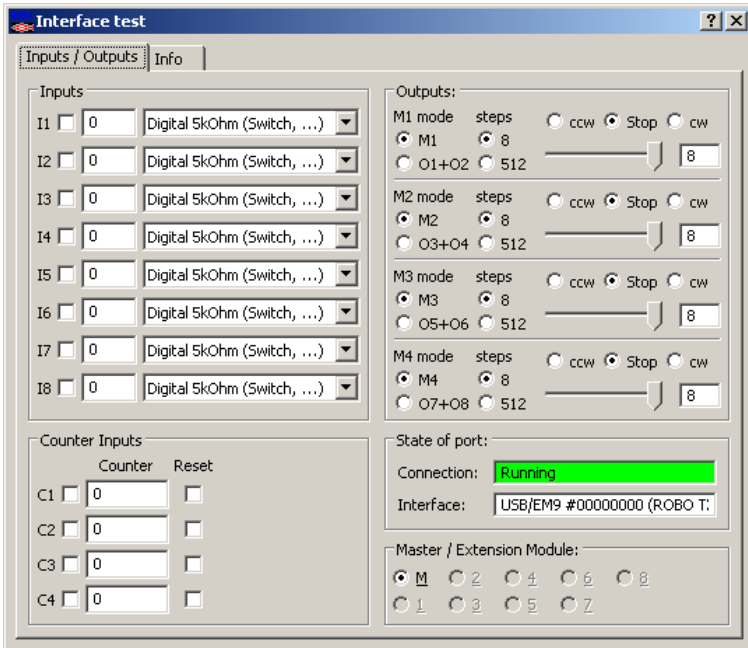 Interface test
Inputs / Outputs Info
Inputs
I1 0 Digital 5kOhm (Switch, ...)
I2 0 Digital 5kOhm (Switch, ...)
I3 0 Digital 5kOhm (Switch, ...)
I4 0 Digital 5kOhm (Switch, ...)
I5 0 Digital 5kOhm (Switch, ...)
I6 0 Digital 5kOhm (Switch, ...)
I7 0 Digital 5kOhm (Switch, ...)
I8 0 Digital 5kOhm (Switch, ...)
Counter Inputs
Counter Reset
C1 0
C2 0
C3 0
C4 0
Outputs:
M1 mode steps ccw Stop cw
M1 8
O1+O2 512 8
M2 mode steps ccw Stop cw
M2 8
O3+O4 512 8
M3 mode steps ccw Stop cw
M3 8
O5+O6 512 8
M4 mode steps ccw Stop cw
M4 8
O7+O8 512 8
State of port:
Connection: Running
Interface: USB/EM9 #00000000 (ROBO T
Master / Extension Module:
M 2 4 6 8
1 3 5 7